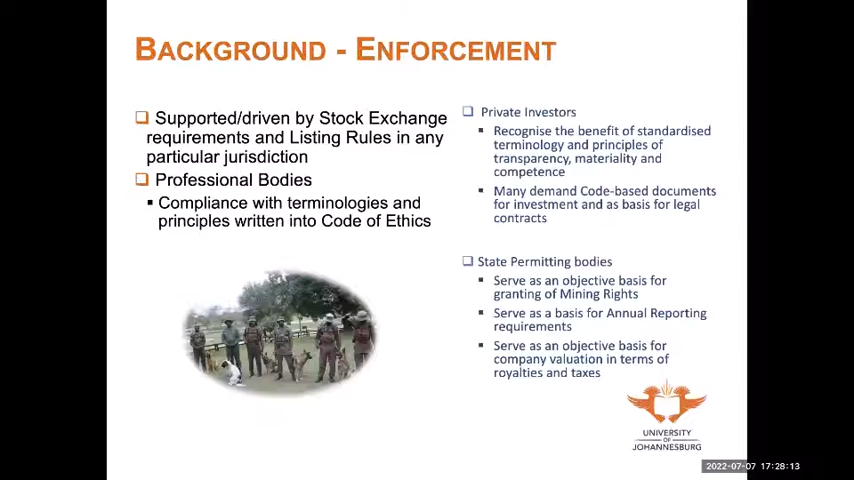 BACKGROUND - ENFORCEMENT
❑ Supported/driven by Stock Exchange
requirements and Listing Rules in any
particular jurisdiction
❑ Professional Bodies
▪ Compliance with terminologies and
principles written into Code of Ethics
❑ Private Investors
▪ Recognise the benefit of standardised
terminology and principles of
transparency, materiality and
competence
▪ Many demand Code-based documents
for investment and as basis for legal
contracts
❑ State Permitting bodies
▪ Serve as an objective basis for
granting of Mining Rights
▪ Serve as a basis for Annual Reporting
requirements
▪ Serve as an objective basis for
company valuation in terms of
royalties and taxes
UNIVERSITY
OF
JOHANNESBURG
2022-07-07 17:28:13